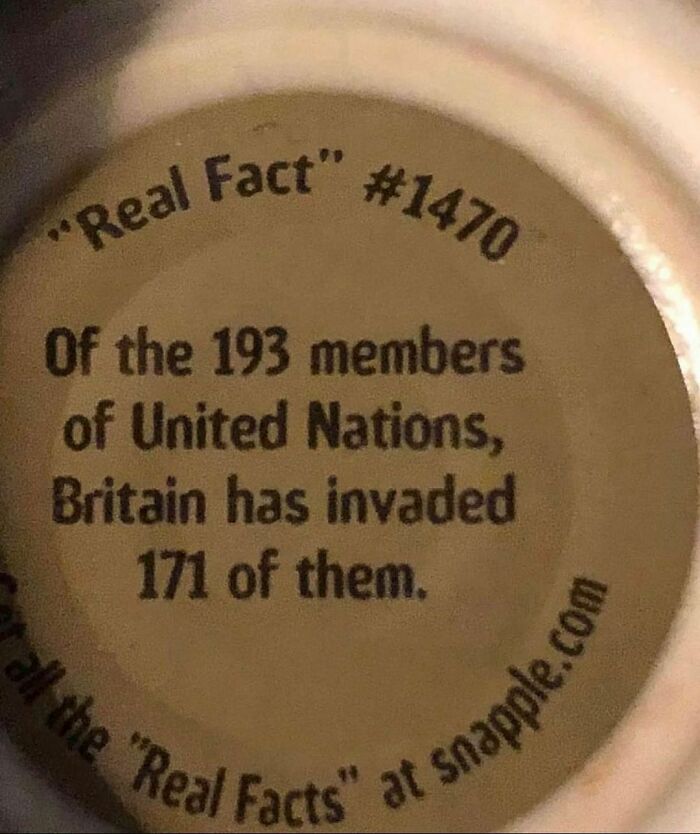 "Real Fact" #1470
Of the 193 members
of United Nations,
Britain has invaded
171 of them.
all the "Real Facts" at snapple.com